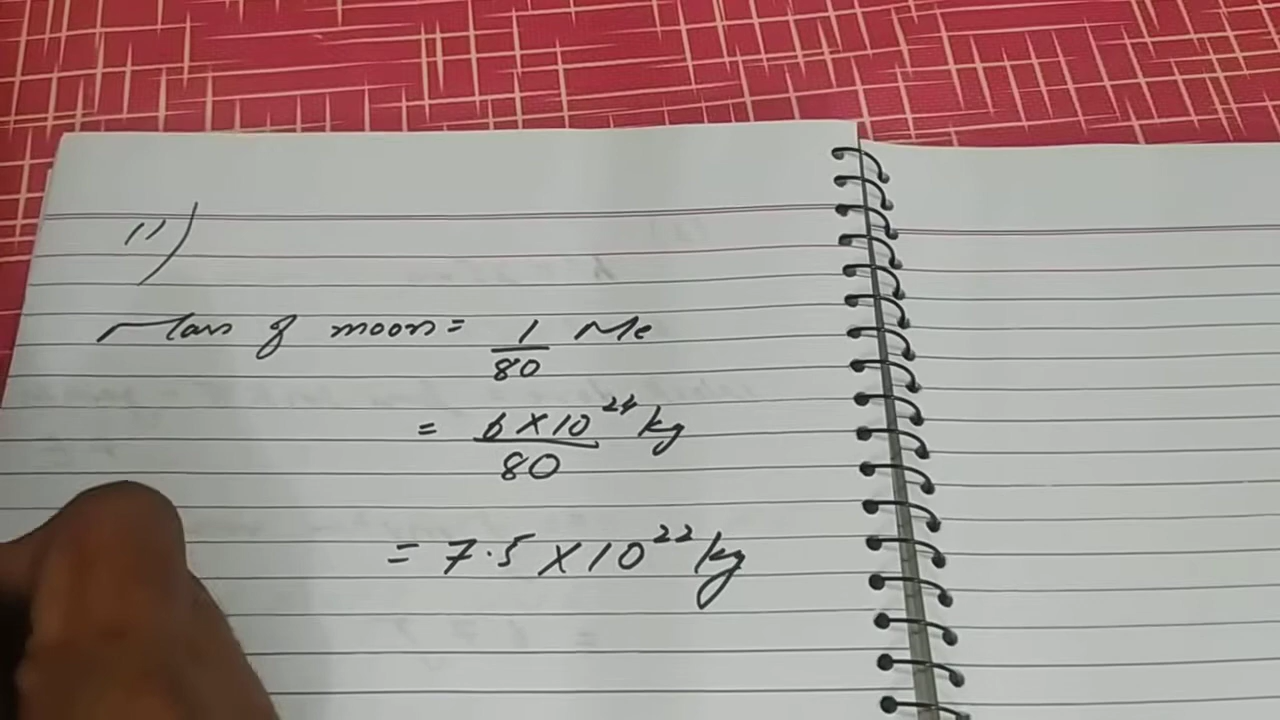 11)
Mass of moon = 1/80 Me
= 6 × 10^24 kg / 80
= 7.5 × 10^22 kg